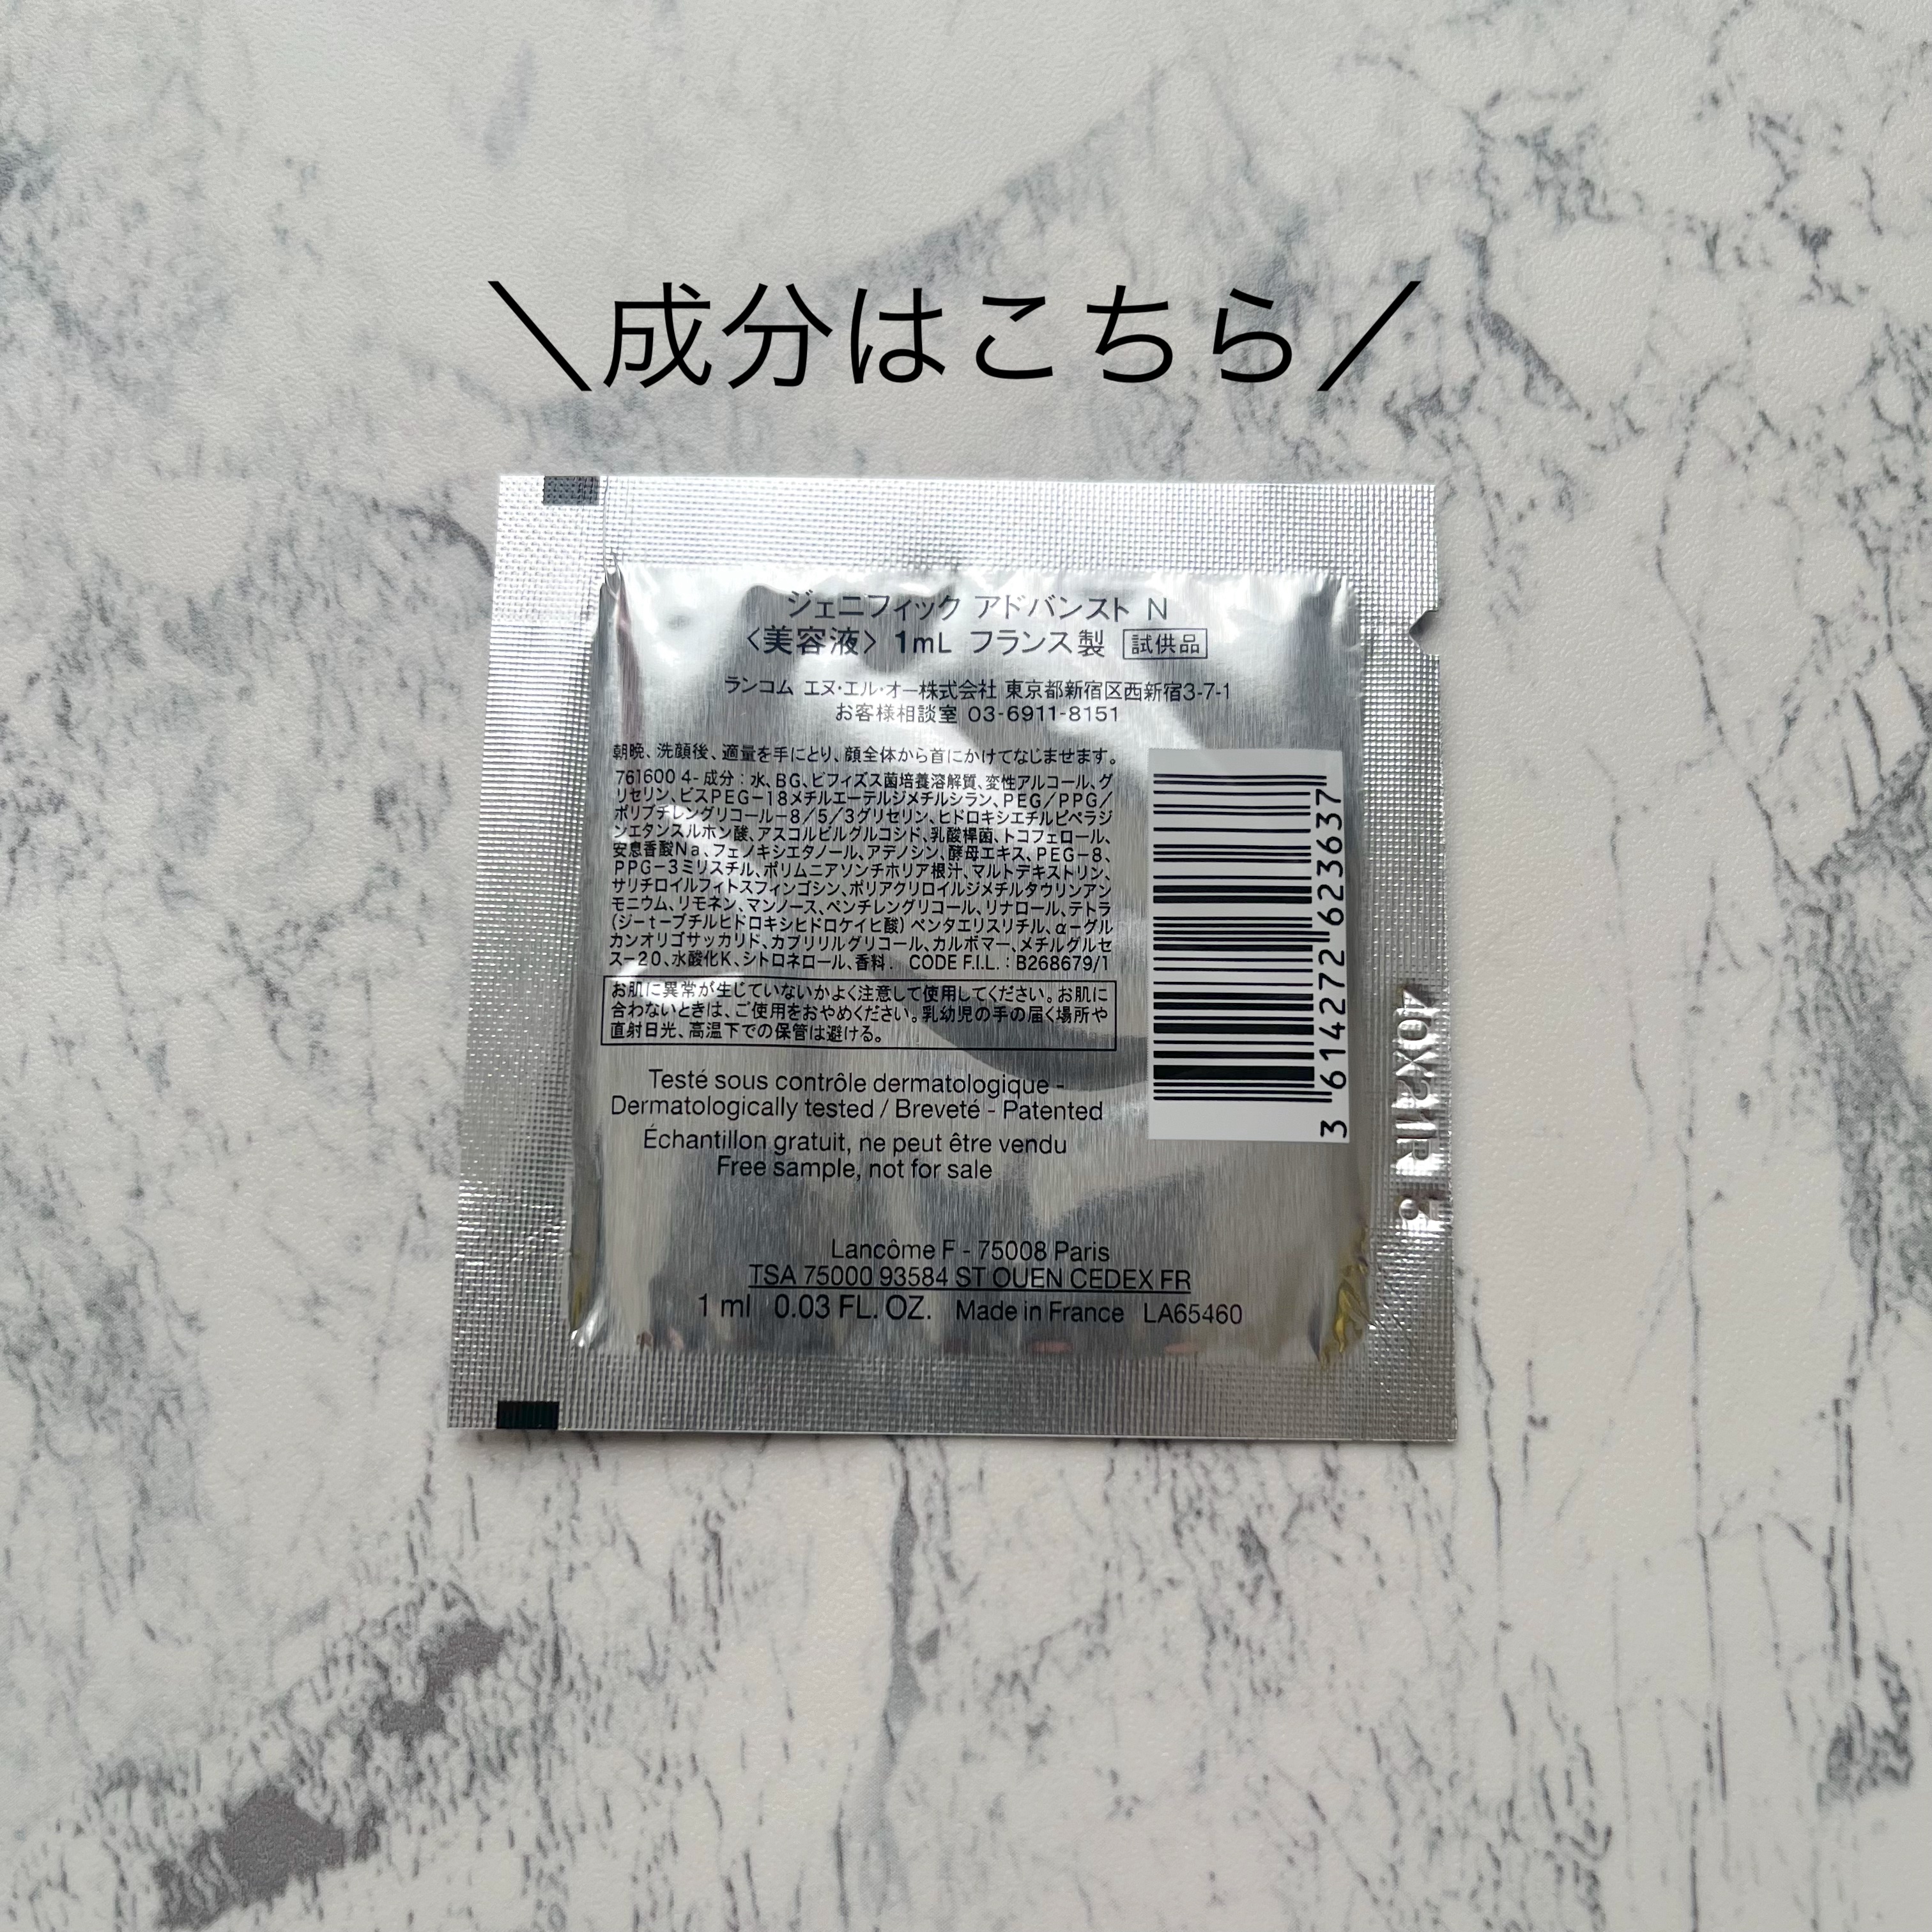 ＼成分はこちら／
ジェニフィック アドバンスト N
〈美容液〉 1mL フランス製 試供品
ランコム エヌ・エル・オー株式会社 東京都新宿区西新宿3-7-1
お客様相談室 03-6911-8151
朝晩、洗顔後、適量を手にとり、顔全体から首にかけてなじませます。
761600 4- 成分：水、BG、ビフィズス菌培養溶解質、変性アルコール、グ
リセリン、ビスPEG－18メチルエーテルジメチルシラン、PEG／PPG／
ポリブチレングリコール－8／5／3グリセリン、ヒドロキシエチルピペラジ
ンエタンスルホン酸、アスコルビルグルコシド、乳酸桿菌、トコフェロール、
安息香酸Na、フェノキシエタノール、アデノシン、酵母エキス、PEG－8、
PPG－3ミリスチル、ポリムニアソンチホリア根汁、マルトデキストリン、
サリチロイルフィトスフィンゴシン、ポリアクリロイルジメチルタウリンアン
モニウム、リモネン、マンノース、ペンチレングリコール、リナロール、テトラ
(ジーt－ブチルヒドロキシヒドロケイヒ酸) ペンタエリスリチル、α－グル
カンオリゴサッカリド、カプリリルグリコール、カルボマー、メチルグルセ
ス－20、水酸化K、シトロネロール、香料. CODE F.I.L. : B268679/1
お肌に異常が生じていないかよく注意して使用してください。お肌に
合わないときは、ご使用をおやめください。乳幼児の手の届く場所や
直射日光、高温下での保管は避ける。
Testé sous contrôle dermatologique -
Dermatologically tested / Breveté - Patented
Échantillon gratuit, ne peut être vendu
Free sample, not for sale
Lancôme F - 75008 Paris
TSA 75000 93584 ST OUEN CEDEX FR
1 ml 0.03 FL. OZ. Made in France LA65460
3 614272 623637